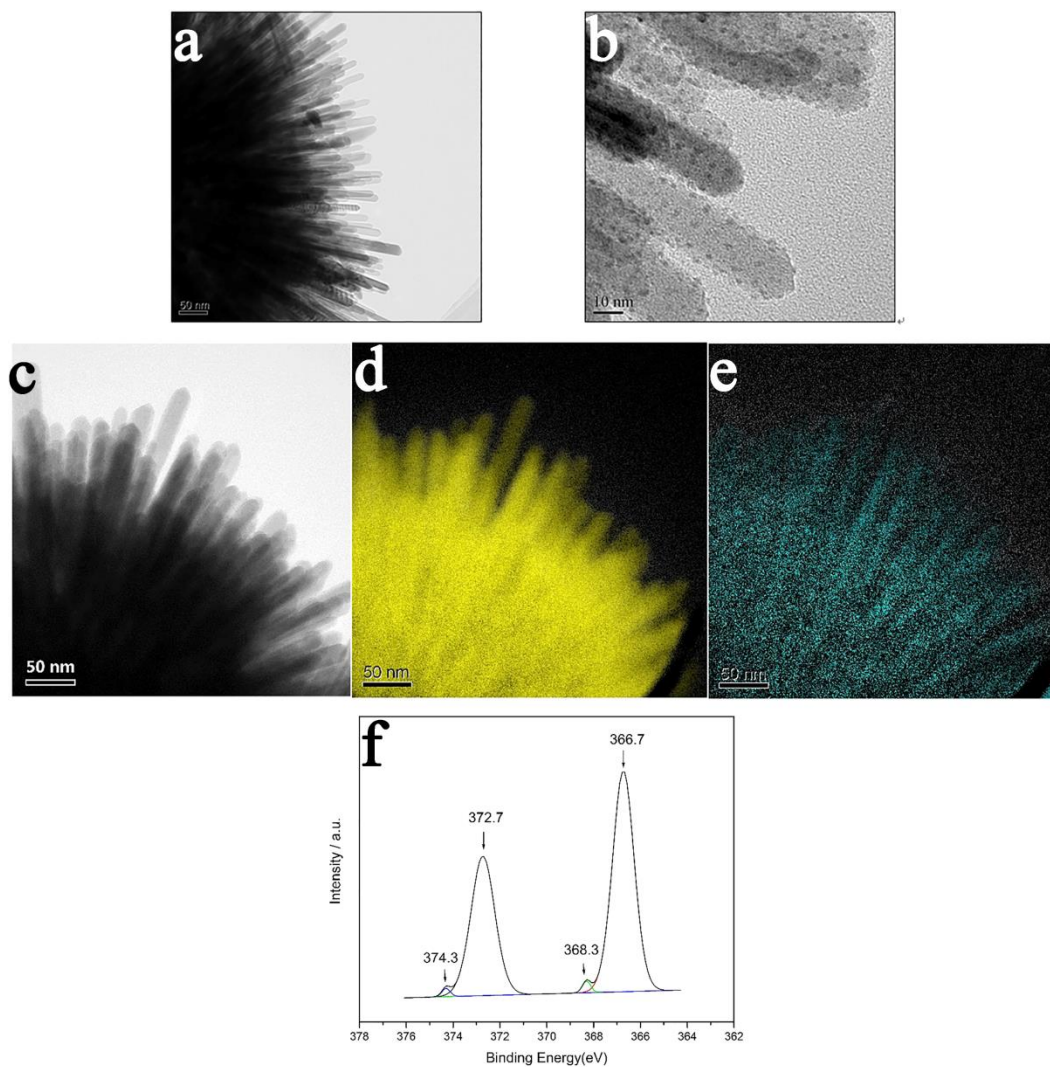 a
b
50 nm
10 nm
c
d
e
50 nm
50 nm
50 nm
f
366.7
372.7
374.3
368.3
Intensity / a.u.
378 376 374 372 370 368 366 364 362
Binding Energy(eV)